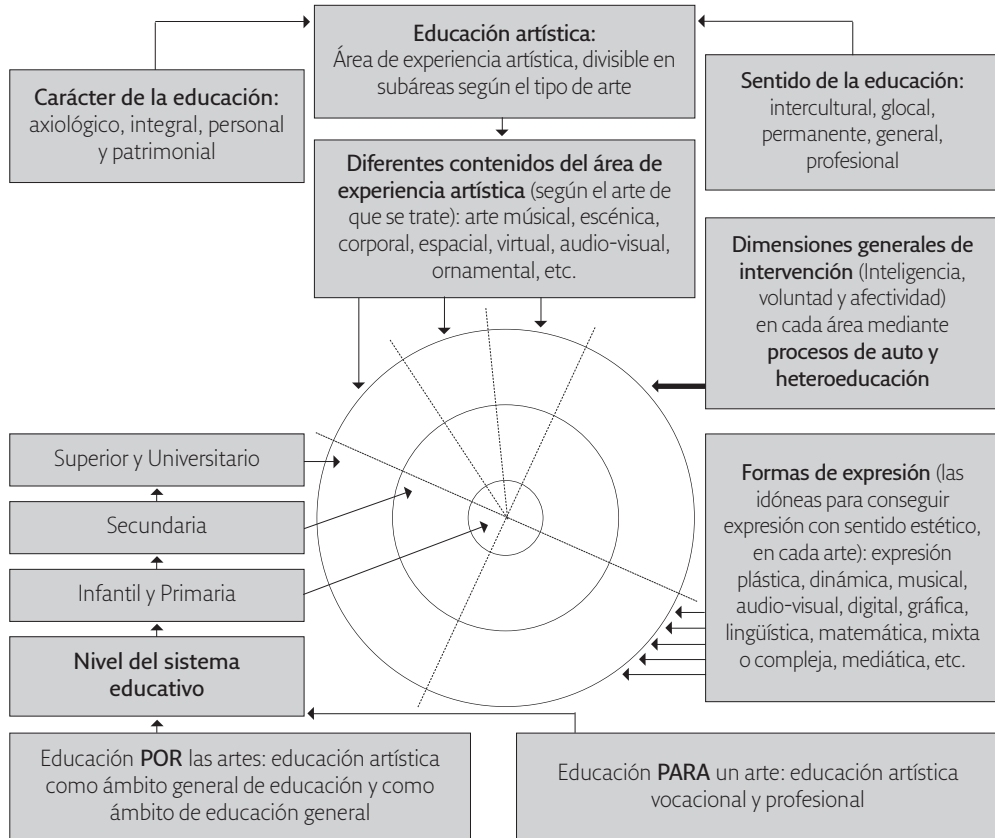 Educación artística:
Área de experiencia artística, divisible en
subáreas según el tipo de arte
Carácter de la educación:
axiológico, integral, personal
y patrimonial
Sentido de la educación:
intercultural, glocal,
permanente, general,
profesional
Diferentes contenidos del área de
experiencia artística (según el arte de
que se trate): arte músical, escénica,
corporal, espacial, virtual, audio-visual,
ornamental, etc.
Dimensiones generales de
intervención (Inteligencia,
voluntad y afectividad)
en cada área mediante
procesos de auto y
heteroeducación
Superior y Universitario
Secundaria
Infantil y Primaria
Nivel del sistema
educativo
Formas de expresión (las
idóneas para conseguir
expresión con sentido estético,
en cada arte): expresión
plástica, dinámica, musical,
audio-visual, digital, gráfica,
lingüística, matemática, mixta
o compleja, mediática, etc.
Educación POR las artes: educación artística
como ámbito general de educación y como
ámbito de educación general
Educación PARA un arte: educación artística
vocacional y profesional